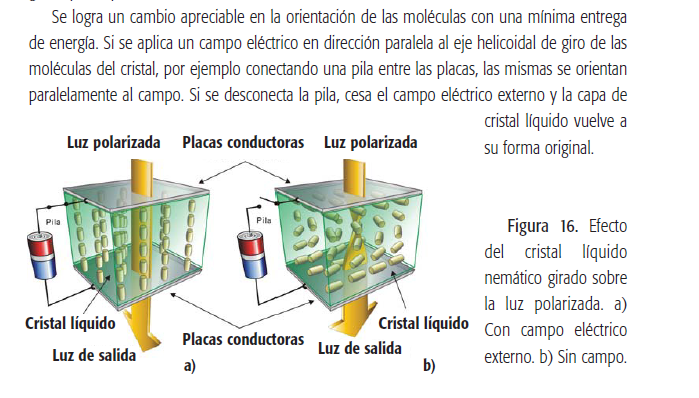 Se logra un cambio apreciable en la orientación de las moléculas con una mínima entrega
de energía. Si se aplica un campo eléctrico en dirección paralela al eje helicoidal de giro de las
moléculas del cristal, por ejemplo conectando una pila entre las placas, las mismas se orientan
paralelamente al campo. Si se desconecta la pila, cesa el campo eléctrico externo y la capa de
cristal líquido vuelve a
su forma original.
Luz polarizada Placas conductoras Luz polarizada
Pila Pila
Cristal líquido Cristal líquido
Placas conductoras
Luz de salida Luz de salida
a) b)
Figura 16. Efecto
del cristal líquido
nemático girado sobre
la luz polarizada. a)
Con campo eléctrico
externo. b) Sin campo.